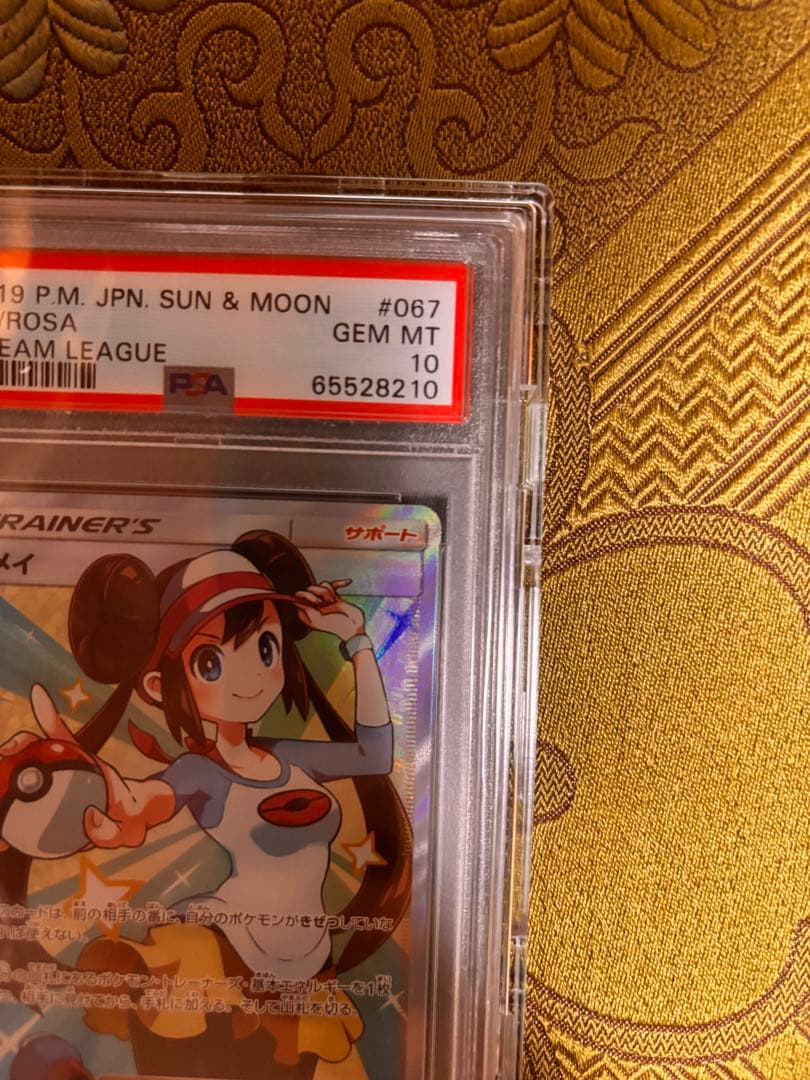 19 P.M. JPN. SUN & MOON #067
/ROSA GEM MT
EAM LEAGUE 10
PSA 65528210
TRAINER'S サポート
メイ
カードは、前の相手の番に、自分のポケモンがきぜつしていな
ば使えない。
の山札にあるポケモン・トレーナーズ・基本エネルギーを1枚
つ、相手に見せてから、手札に加える。そして山札を切る。